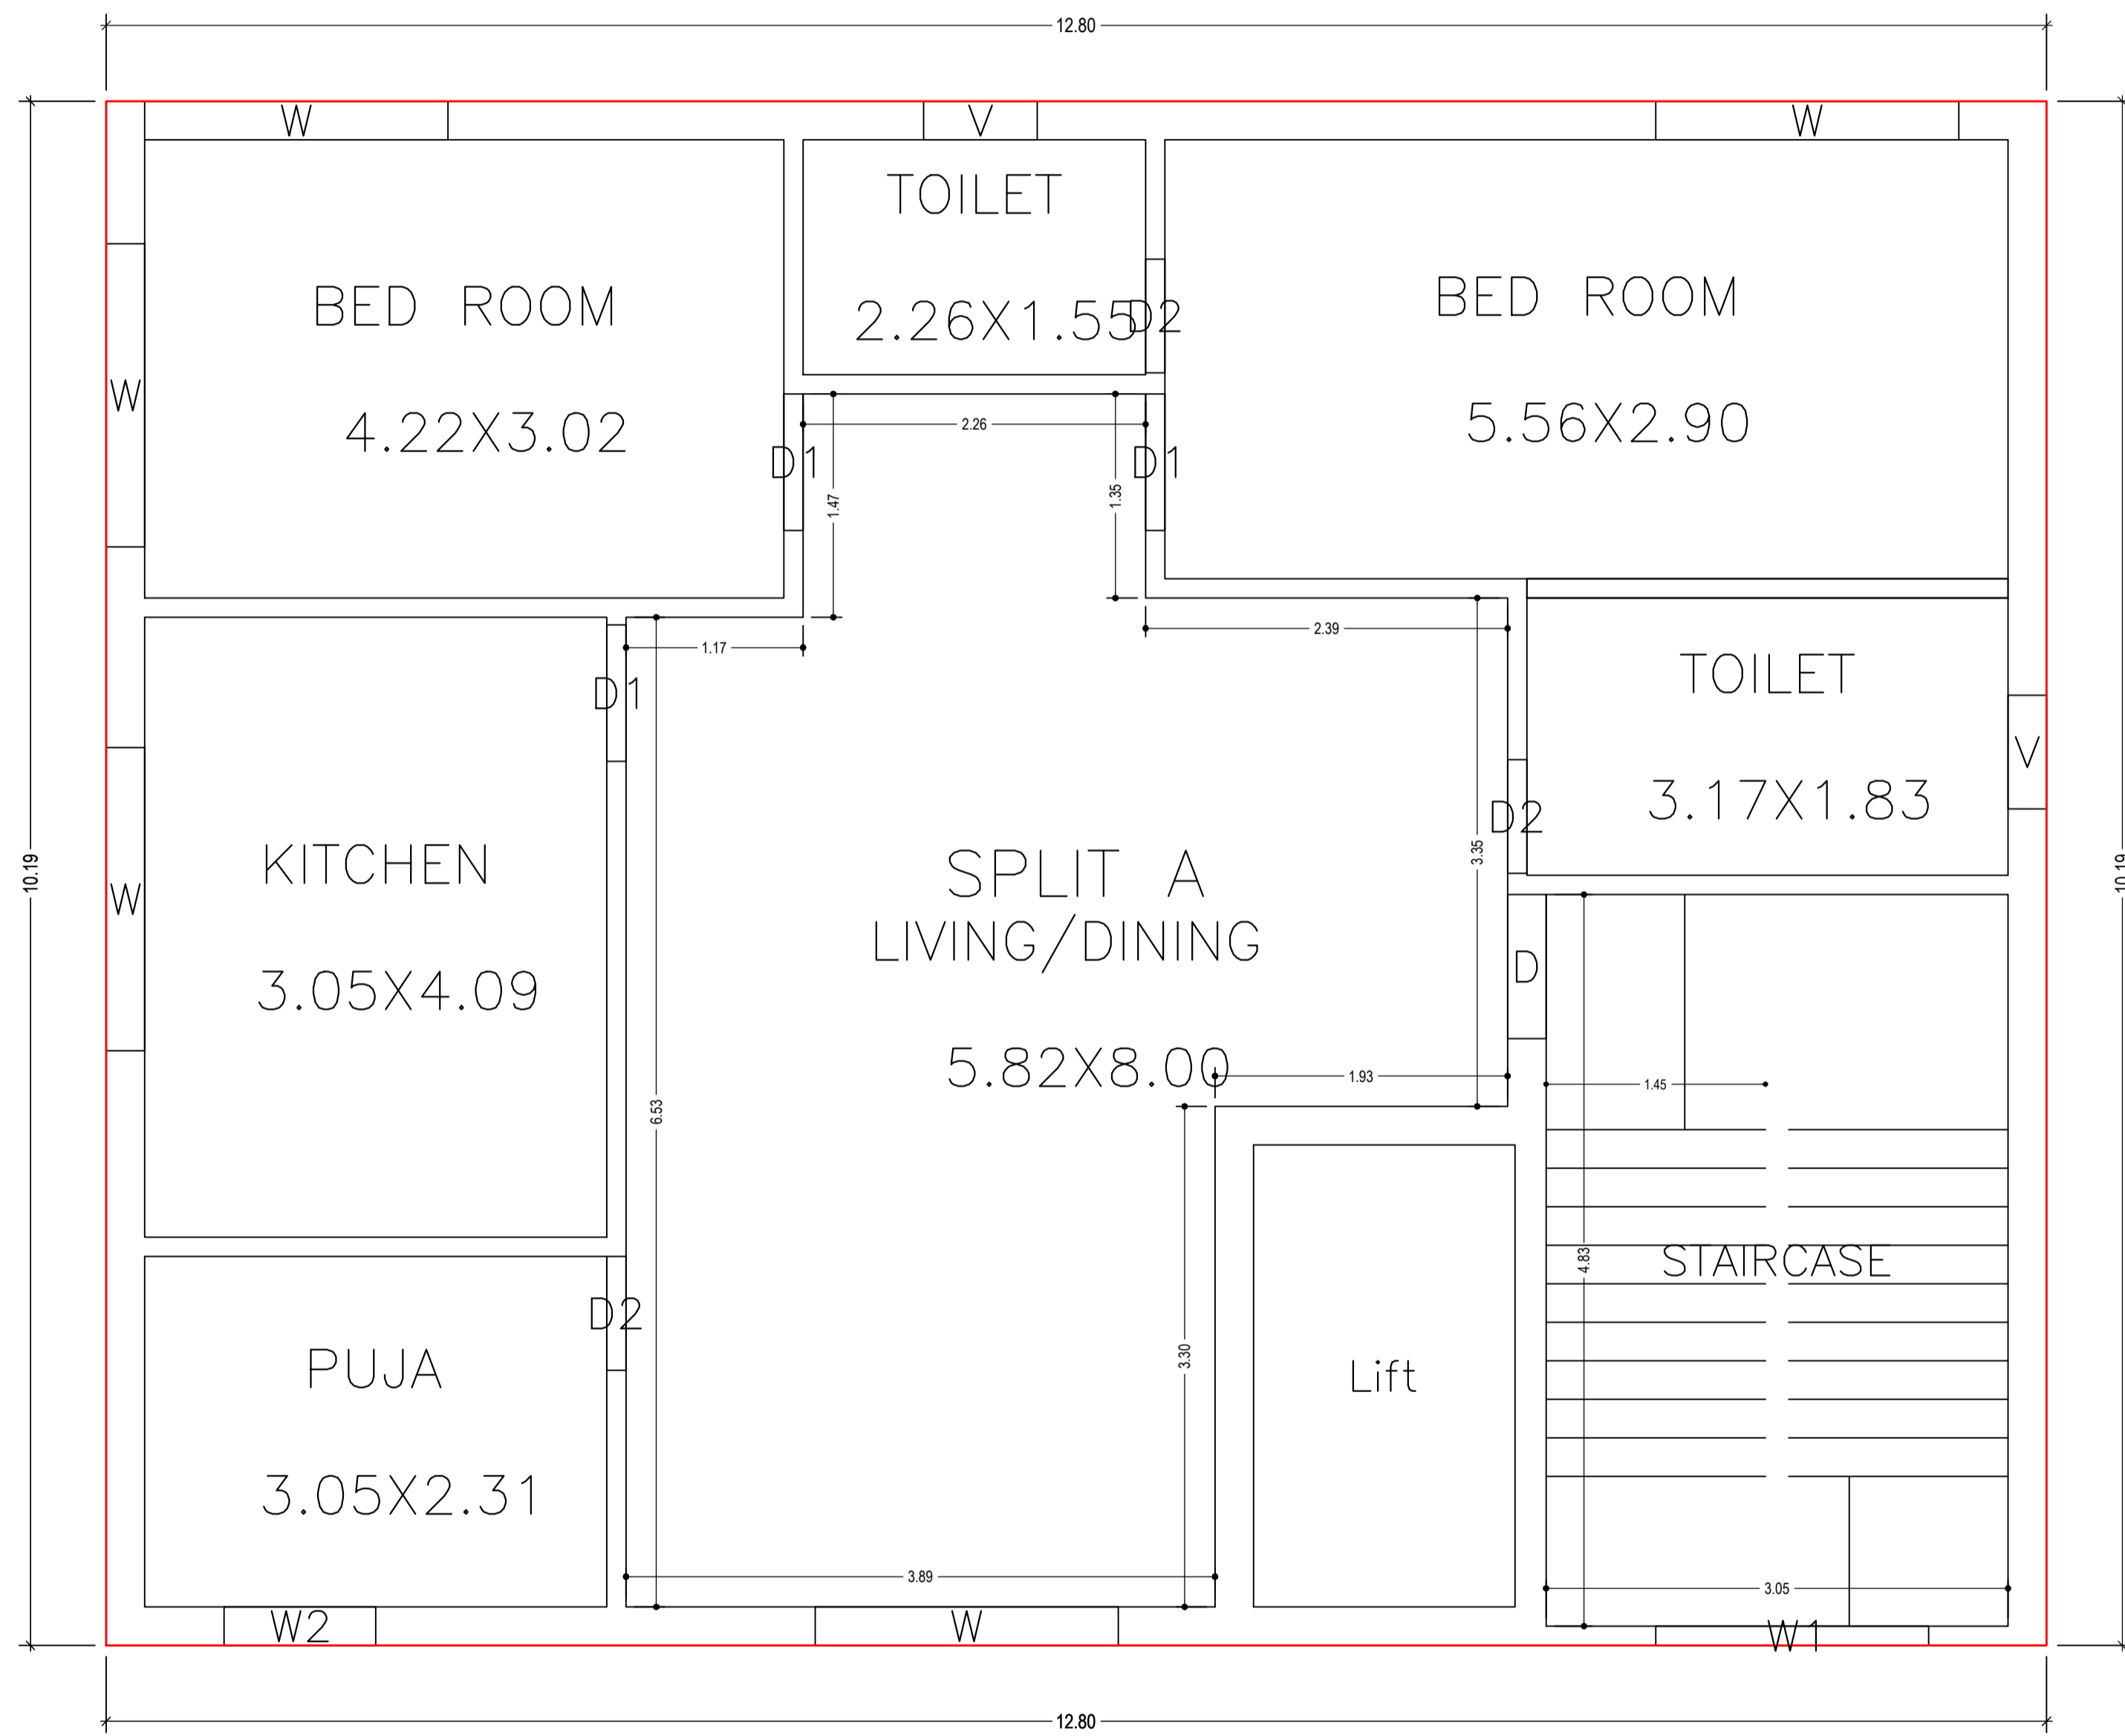 12.80
W
V
W
TOILET
2.26X1.55
D2
BED ROOM
4.22X3.02
BED ROOM
5.56X2.90
W
D1
2.26
D1
1.47
1.35
1.17
2.39
D1
TOILET
3.17X1.83
V
D2
3.35
10.19
10.19
KITCHEN
3.05X4.09
W
SPLIT A
LIVING/DINING
5.82X8.00
D
1.93
1.45
6.53
4.83
STAIRCASE
D2
PUJA
3.05X2.31
3.30
Lift
3.89
3.05
W2
W
W1
12.80